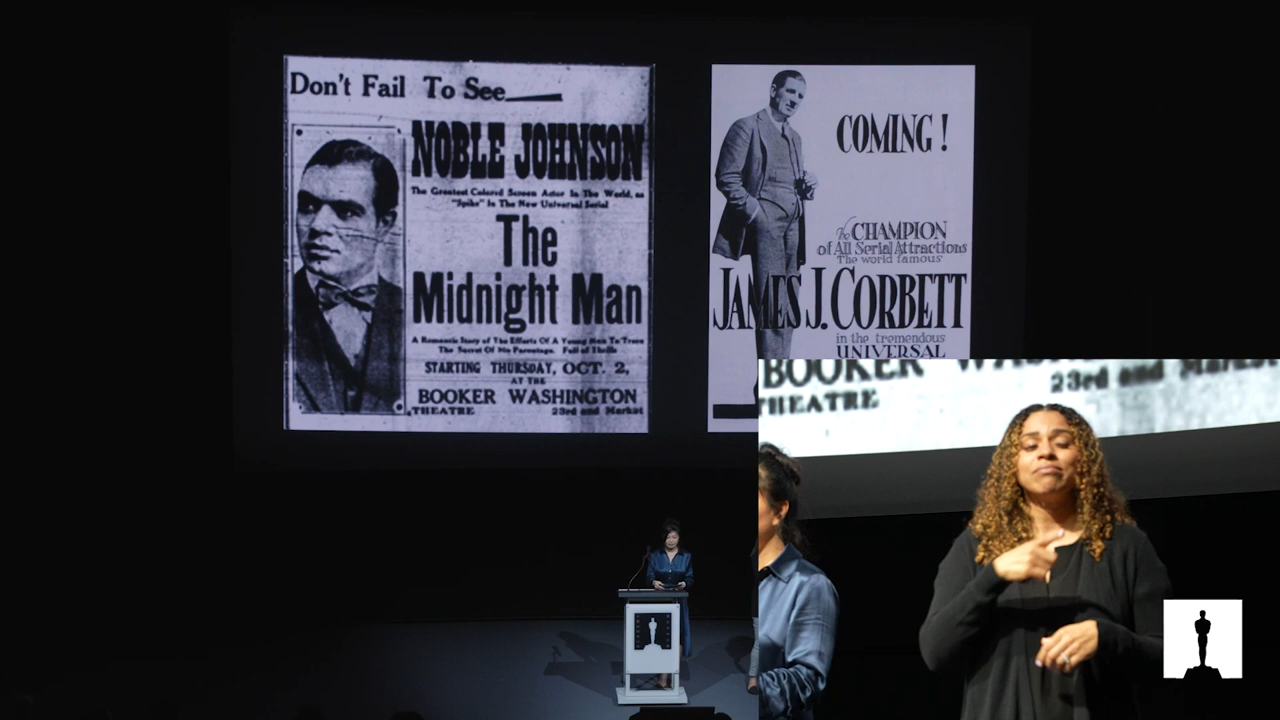 Don't Fail To See
NOBLE JOHNSON
The Greatest Colored Screen Actor In The World, as
"Spike" In The New Universal Serial
The
Midnight Man
A Romantic Story of The Efforts Of A Young Man To Trace
The Secret Of His Parentage. Full of Thrills
STARTING THURSDAY, OCT. 2,
AT THE
BOOKER WASHINGTON
THEATRE 23rd and Market
COMING!
The CHAMPION
of All Serial Attractions
The world famous
JAMES J. CORBETT
in the tremendous
UNIVERSAL
BOOKER
THEATRE
23rd and Market